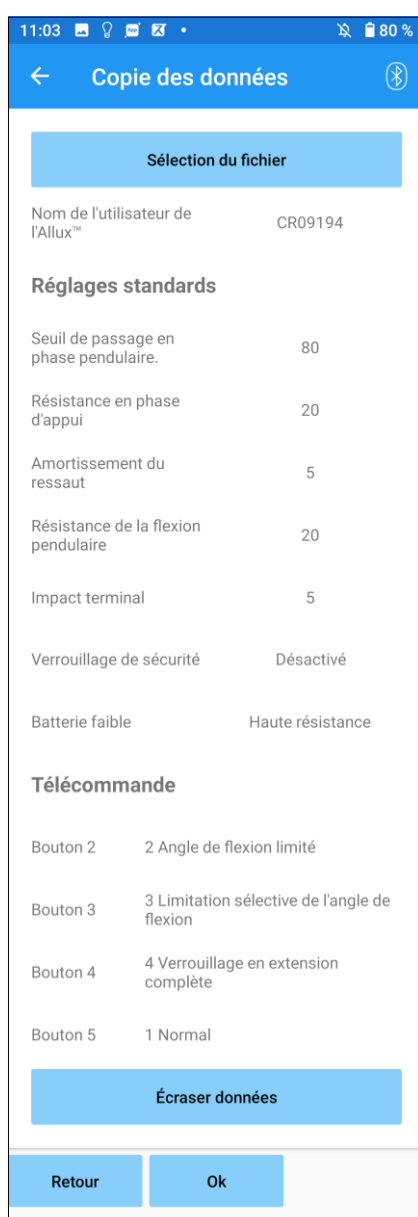 11:03 80 %
Copie des données
Sélection du fichier
Nom de l'utilisateur de
l'Allux™ CR09194
Réglages standards
Seuil de passage en
phase pendulaire. 80
Résistance en phase
d'appui 20
Amortissement du
ressaut 5
Résistance de la flexion
pendulaire 20
Impact terminal 5
Verrouillage de sécurité Désactivé
Batterie faible Haute résistance
Télécommande
Bouton 2 2 Angle de flexion limité
Bouton 3 3 Limitation sélective de l'angle de
flexion
Bouton 4 4 Verrouillage en extension
complète
Bouton 5 1 Normal
Écraser données
Retour Ok